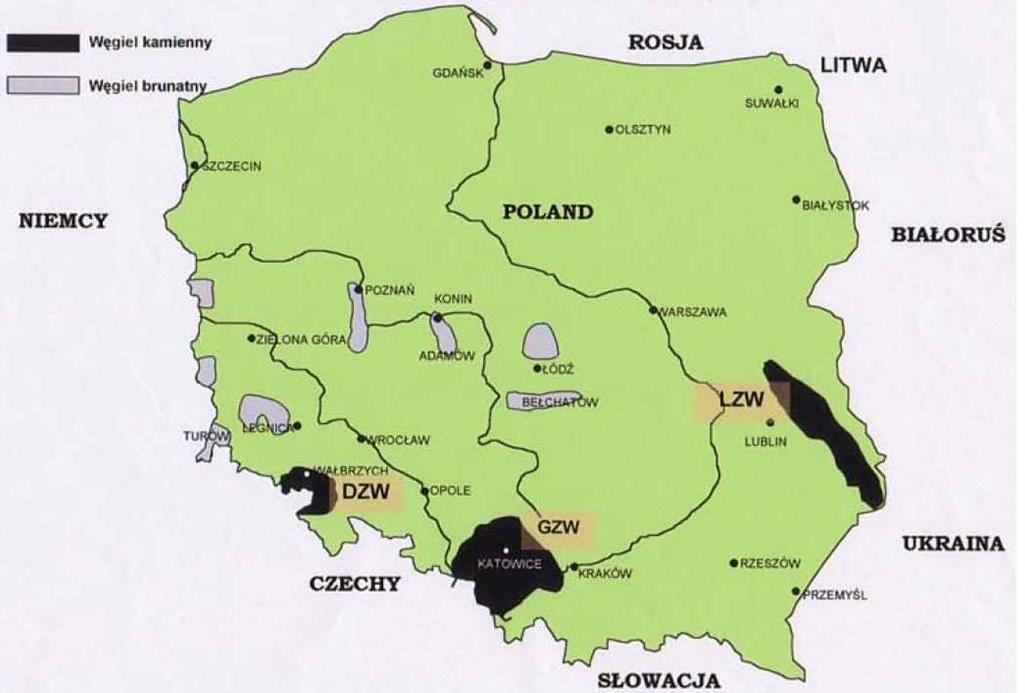 Węgiel kamienny
Węgiel brunatny
ROSJA
LITWA
GDAŃSK
SUWAŁKI
OLSZTYN
SZCZECIN
BIAŁYSTOK
NIEMCY
POLAND
BIAŁORUŚ
POZNAŃ
KONIN
WARSZAWA
ZIELONA GÓRA
ADAMÓW
ŁÓDŹ
BEŁCHATÓW
LZW
LEGNICA
TURÓW
WROCŁAW
LUBLIN
WAŁBRZYCH
DZW
OPOLE
GZW
UKRAINA
KATOWICE
KRAKÓW
RZESZÓW
CZECHY
PRZEMYŚL
SŁOWACJA